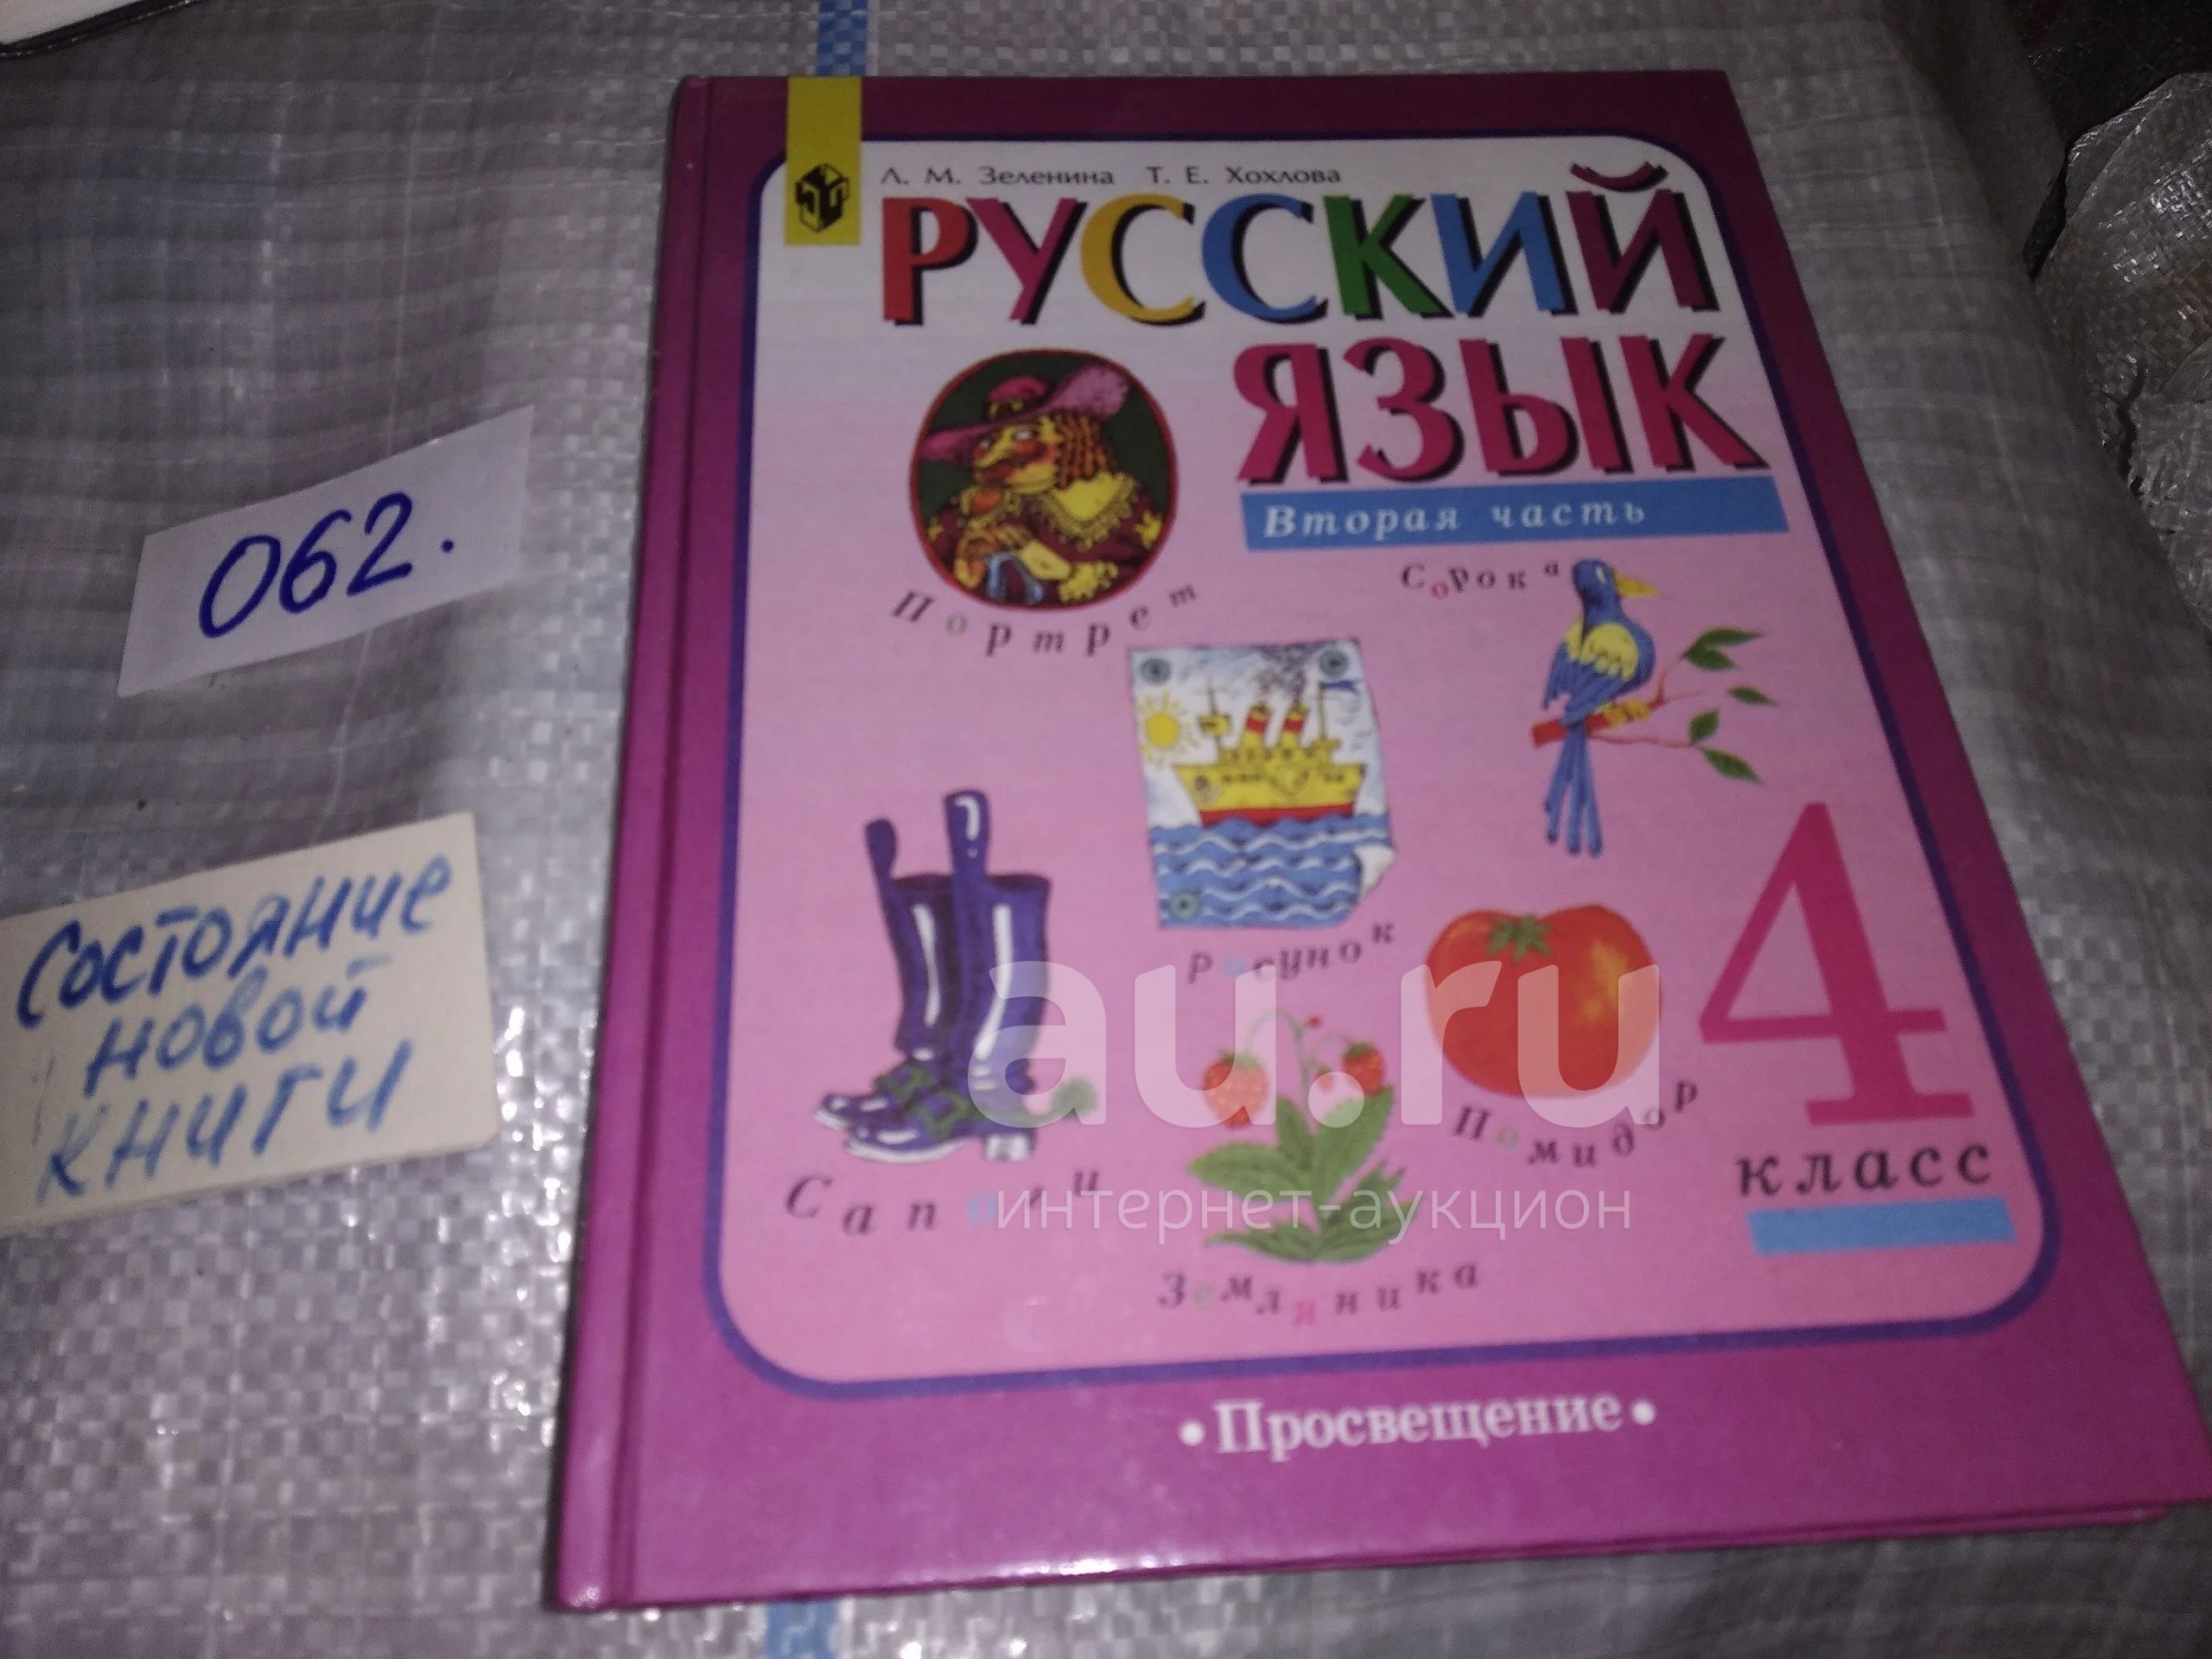 Л. М. Зеленина Т. Е. Хохлова
РУССКИЙ
ЯЗЫК
Вторая часть
Портрет
Сорока
Рисунок
Сапоги
Помидор
Земляника
4
класс
• Просвещение •
062.
Состояние
новой
книги
au.ru
интернет-аукцион